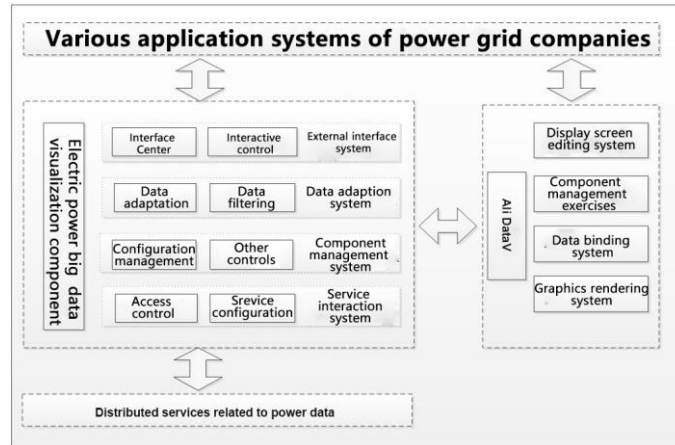 Various application systems of power grid companies
Electric power big data
visualization component
Interface
Center
Interactive
control
External interface
system
Data
adaptation
Data
filtering
Data adaption
system
Configuration
management
Other
controls
Component
management
system
Access
control
Srevice
configuration
Service
interaction
system
Ali DataV
Display screen
editing system
Component
management
exercises
Data binding
system
Graphics rendering
system
Distributed services related to power data